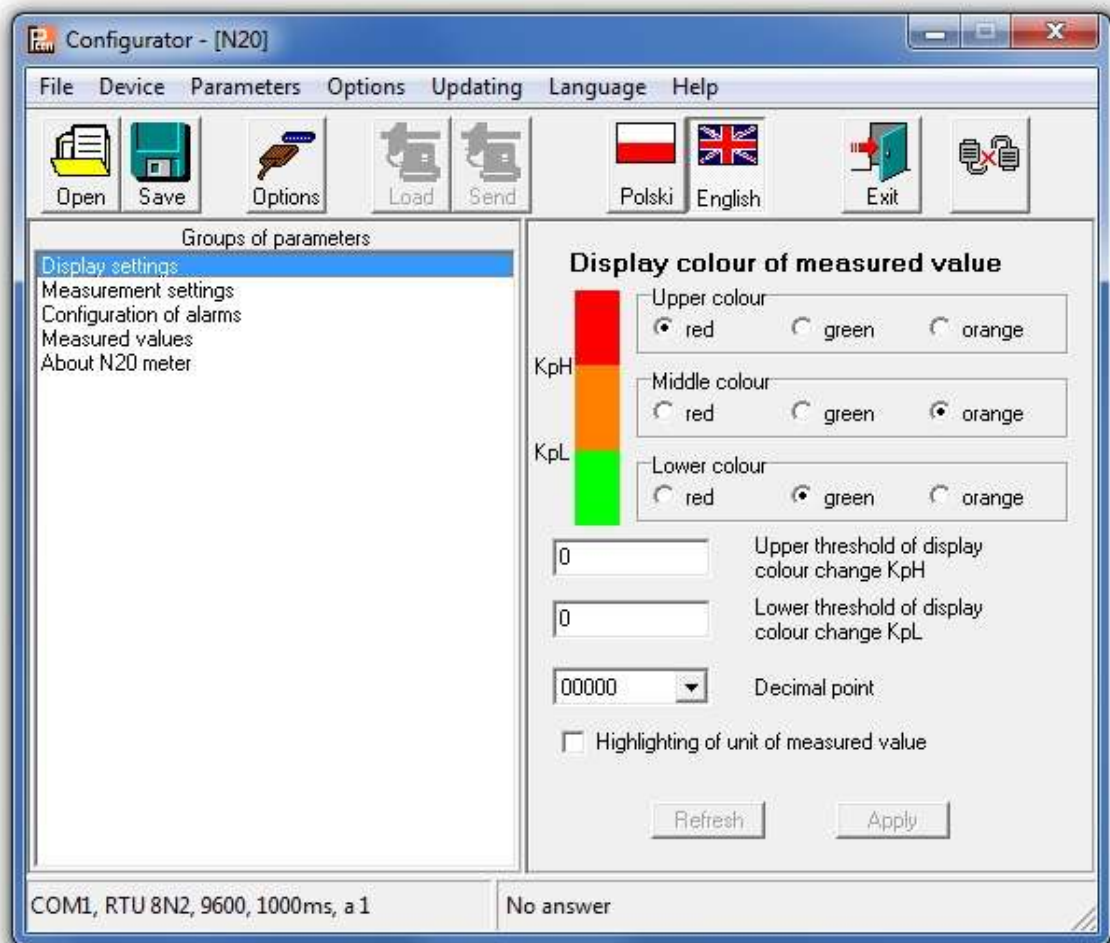 Pcon
Configurator - [N20]
File Device Parameters Options Updating Language Help
Open Save Options Load Send Polski English Exit
Groups of parameters
Display settings
Measurement settings
Configuration of alarms
Measured values
About N20 meter
Display colour of measured value
Upper colour
red green orange
KpH
Middle colour
red green orange
KpL
Lower colour
red green orange
0 Upper threshold of display
colour change KpH
0 Lower threshold of display
colour change KpL
00000 Decimal point
Highlighting of unit of measured value
Refresh Apply
COM1, RTU 8N2, 9600, 1000ms, a 1 No answer